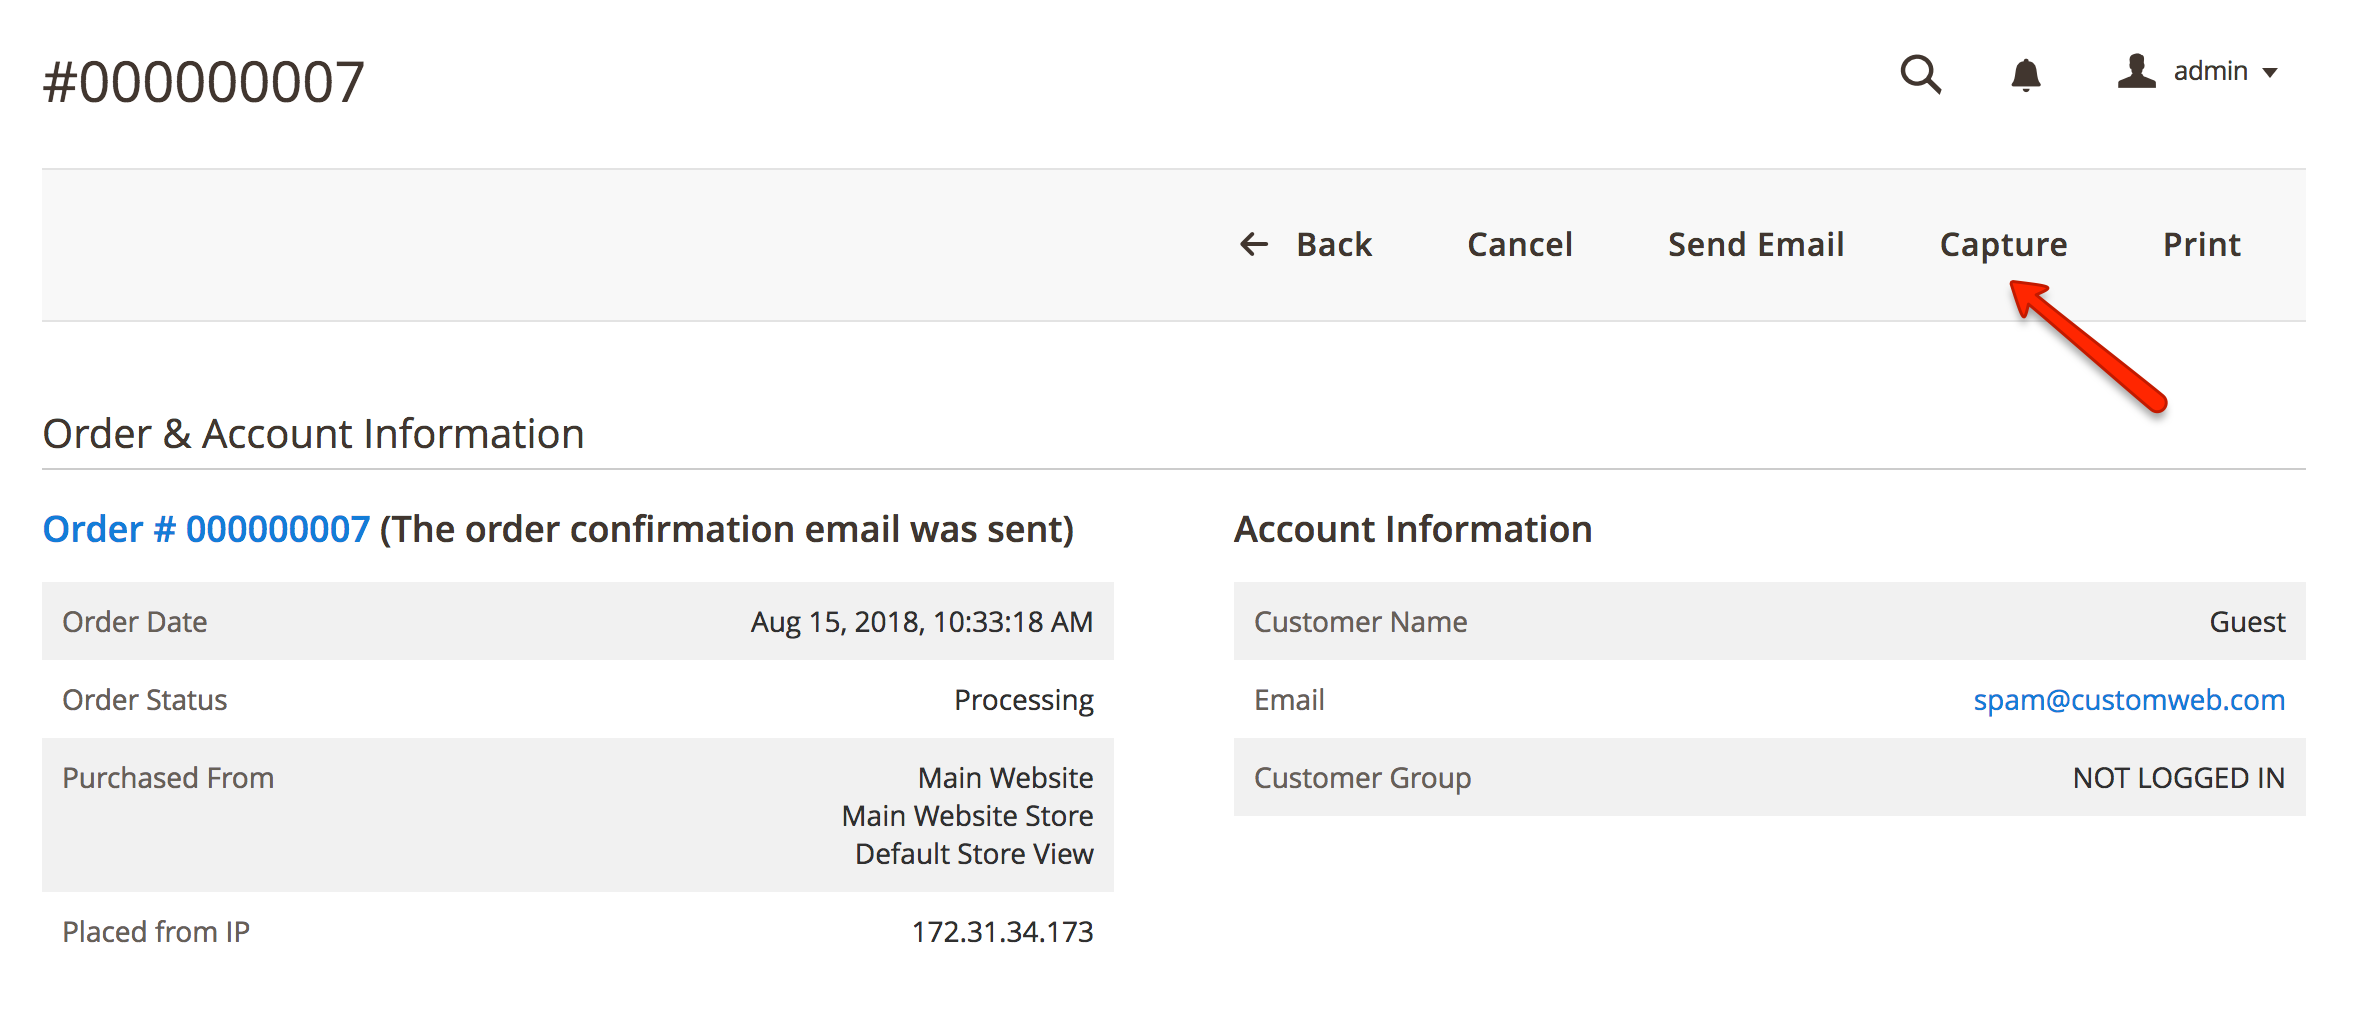 #000000007
admin
Back Cancel Send Email Capture Print
Order & Account Information
Order # 000000007 (The order confirmation email was sent)
Order Date Aug 15, 2018, 10:33:18 AM
Order Status Processing
Purchased From Main Website
Main Website Store
Default Store View
Placed from IP 172.31.34.173
Account Information
Customer Name Guest
Email spam@customweb.com
Customer Group NOT LOGGED IN